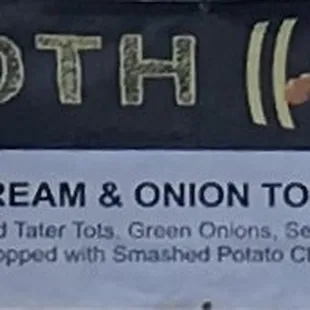 OTH
REAM & ONION TO
d Tater Tots, Green Onions, Se
opped with Smashed Potato C